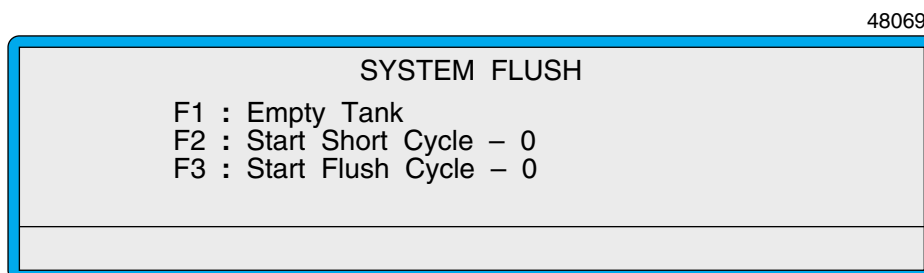 48069
SYSTEM FLUSH
F1 : Empty Tank
F2 : Start Short Cycle – 0
F3 : Start Flush Cycle – 0